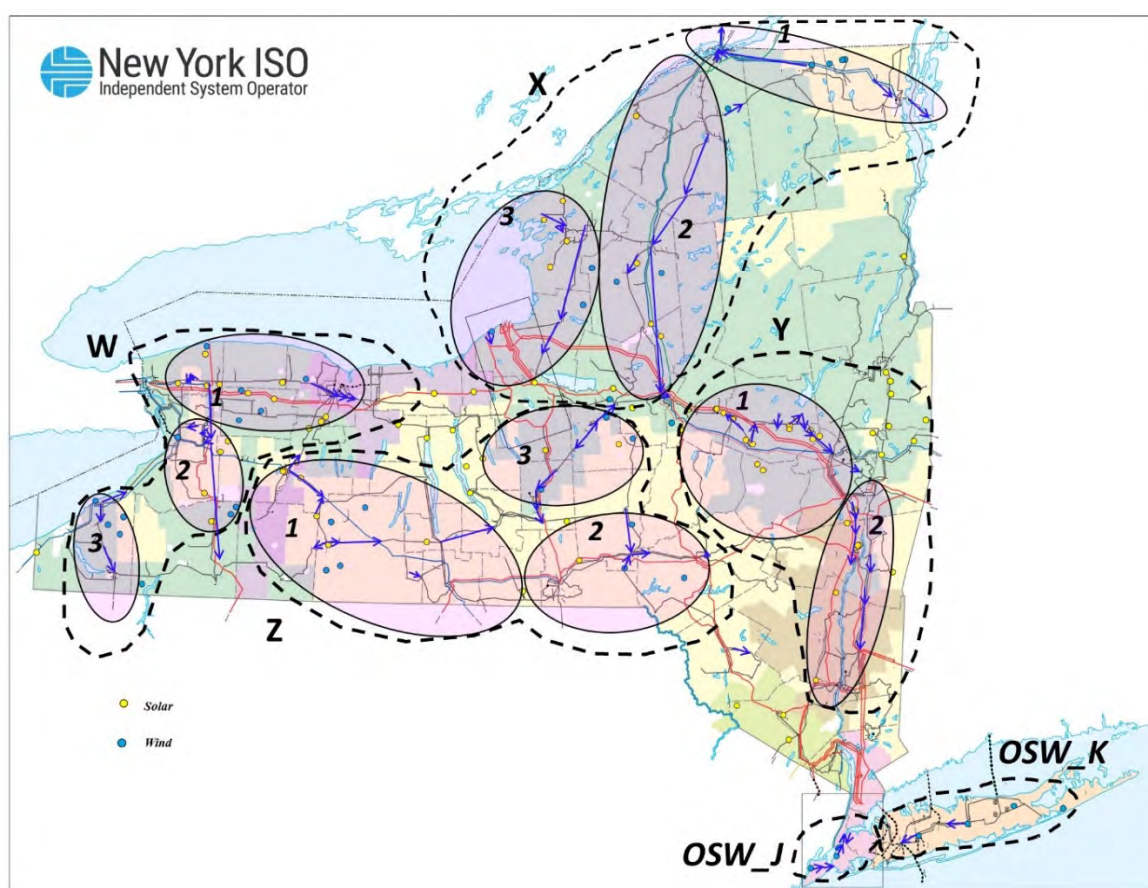 New York ISO
Independent System Operator
1
X
3
2
W
Y
1
1
2
3
3
1
2
2
Z
Solar
Wind
OSW_K
OSW_J